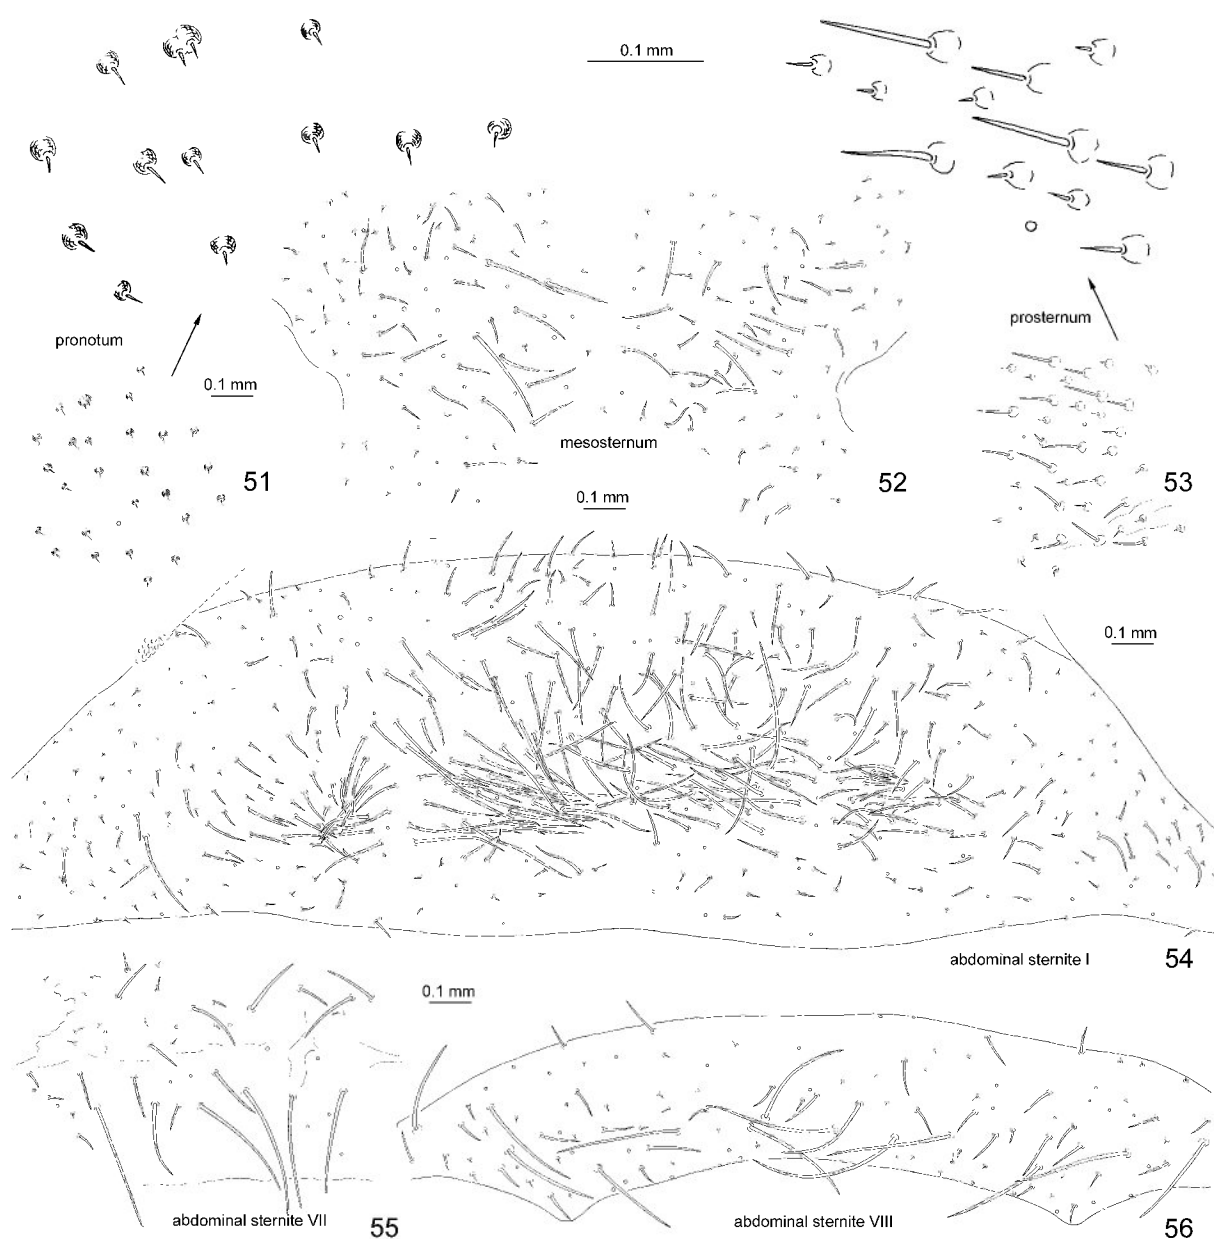 0.1 mm
pronotum
prosternum
0.1 mm
mesosternum
51
52
53
0.1 mm
0.1 mm
abdominal sternite I
54
0.1 mm
abdominal sternite VII
55
abdominal sternite VIII
56